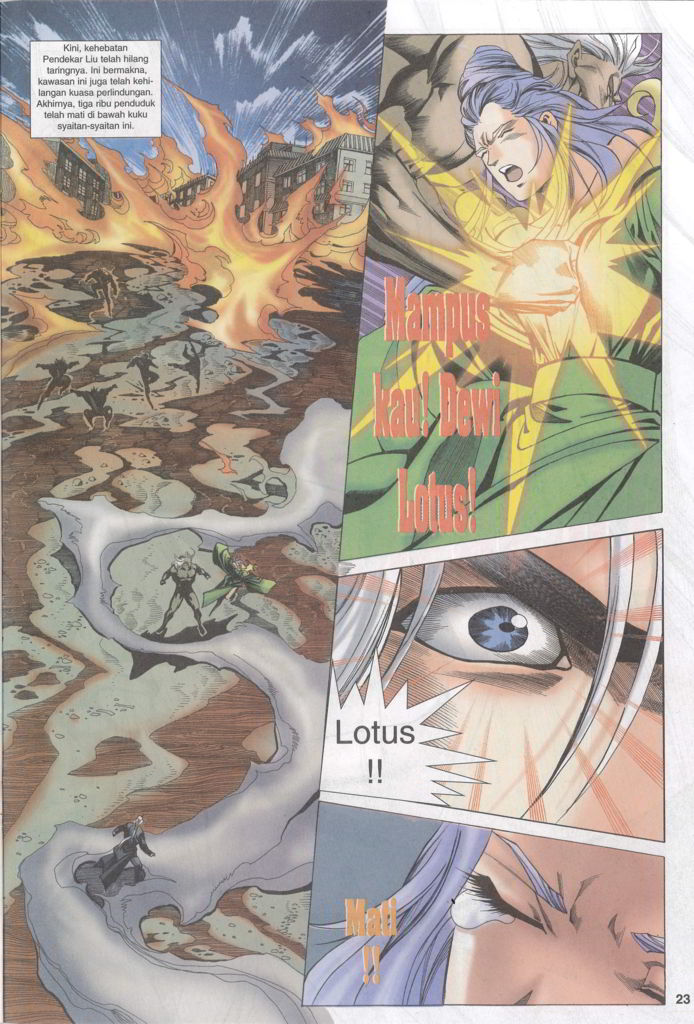 Kini, kehebatan
Pendekar Liu telah hilang
taringnya. Ini bermakna,
kawasan ini juga telah kehi-
langan kuasa perlindungan.
Akhirnya, tiga ribu penduduk
telah mati di bawah kuku
syaitan-syaitan ini.
Mampus
kau! Dewi
Lotus!
Lotus
!!
Mati
!!
23